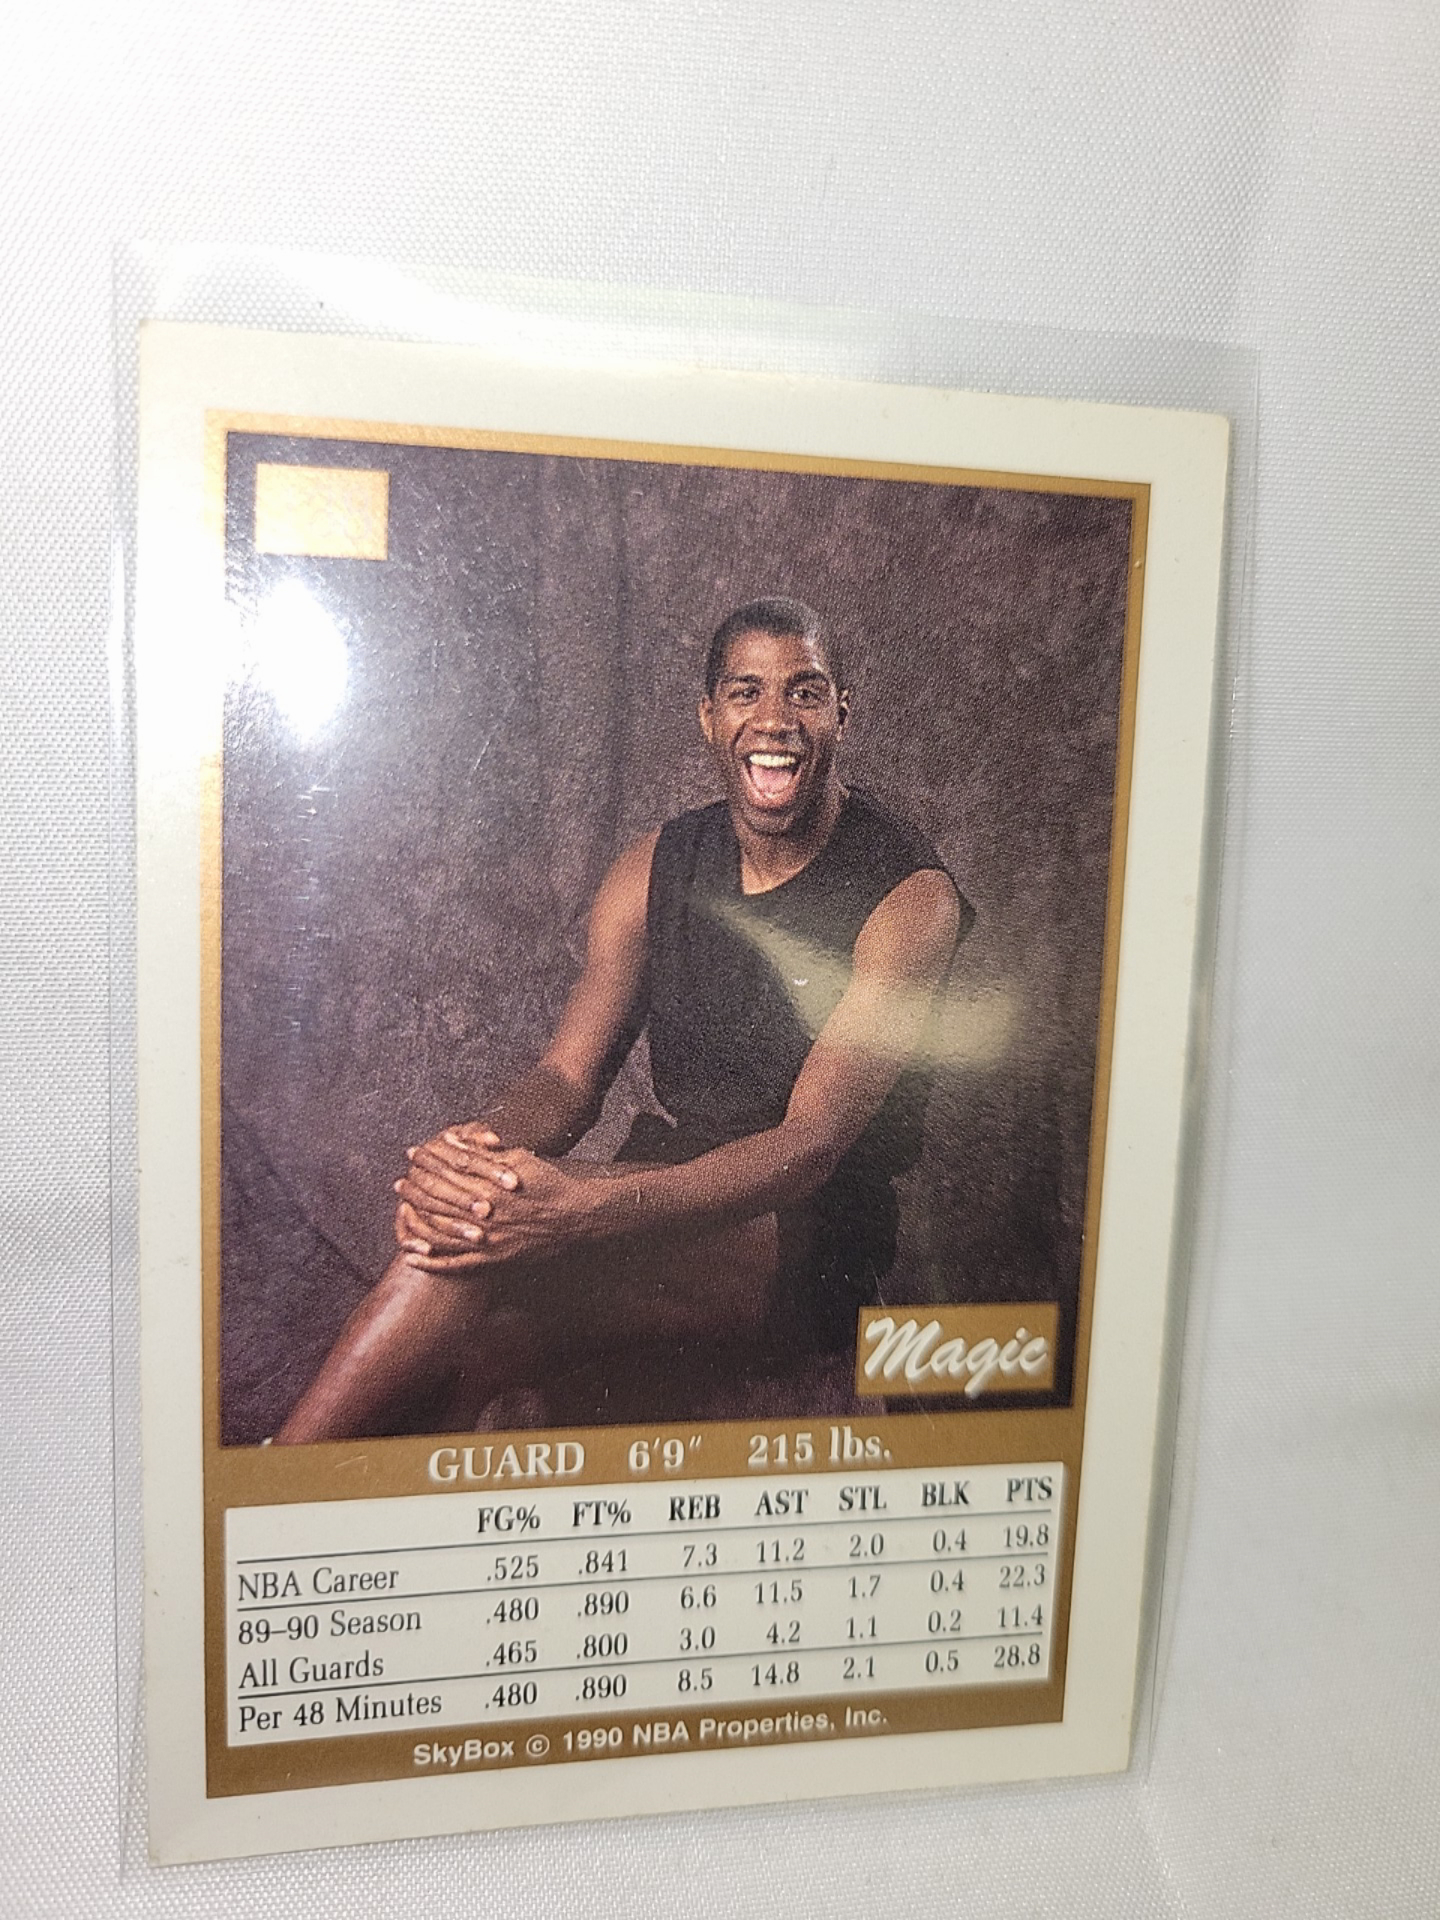 Magic
GUARD 6'9" 215 lbs.
FG% FT% REB AST STL BLK PTS
NBA Career .525 .841 7.3 11.2 2.0 0.4 19.8
89–90 Season .480 .890 6.6 11.5 1.7 0.4 22.3
All Guards .465 .800 3.0 4.2 1.1 0.2 11.4
Per 48 Minutes .480 .890 8.5 14.8 2.1 0.5 28.8
SkyBox © 1990 NBA Properties, Inc.